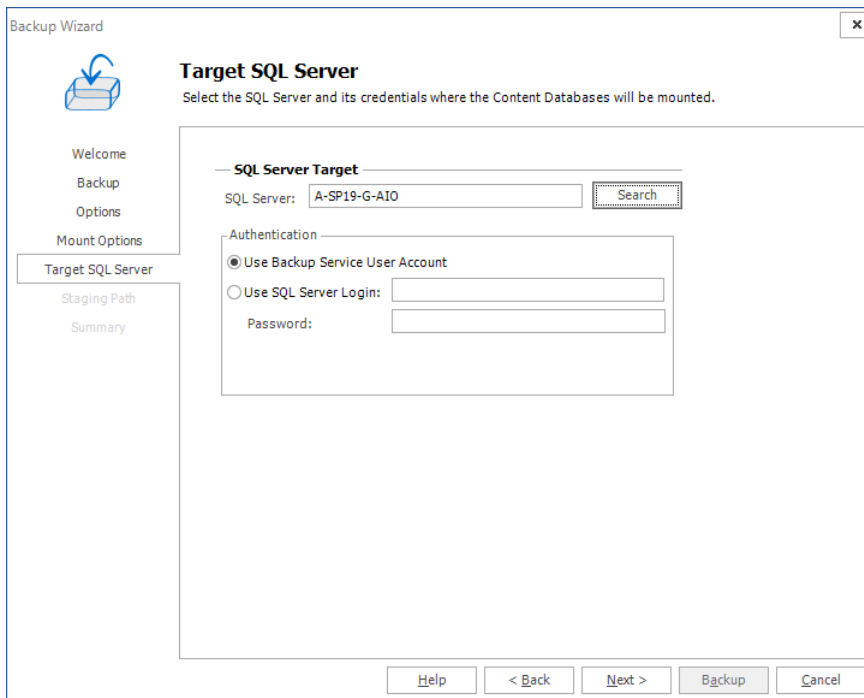 Backup Wizard
Target SQL Server
Select the SQL Server and its credentials where the Content Databases will be mounted.
Welcome
Backup
Options
Mount Options
Target SQL Server
Staging Path
Summary
SQL Server Target
SQL Server: A-SP19-G-AIO Search
Authentication
Use Backup Service User Account
Use SQL Server Login:
Password:
Help < Back Next > Backup Cancel